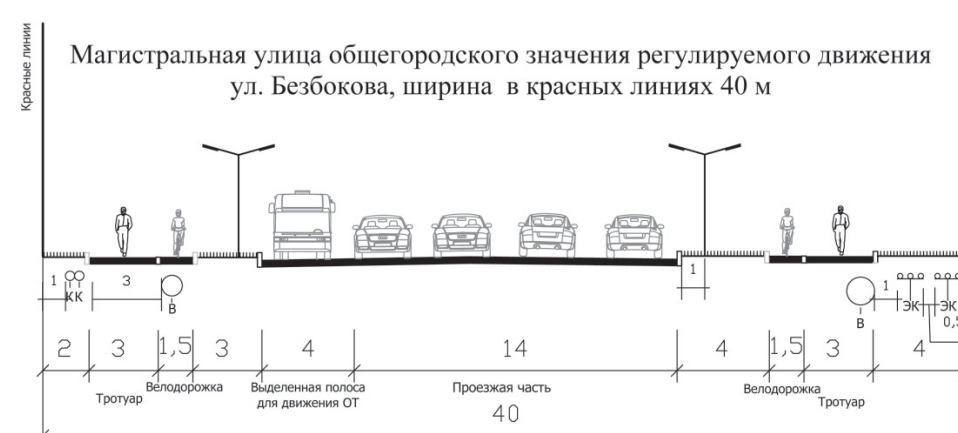 Красные линии
Магистральная улица общегородского значения регулируемого движения
ул. Безбокова, ширина в красных линиях 40 м
1 КК 3 В 1 В 1 ЭК ЭК
0,5
2 3 1,5 3 4 14 4 1,5 3 4
Тротуар Велодорожка Выделенная полоса Проезжая часть Велодорожка Тротуар
для движения ОТ
40